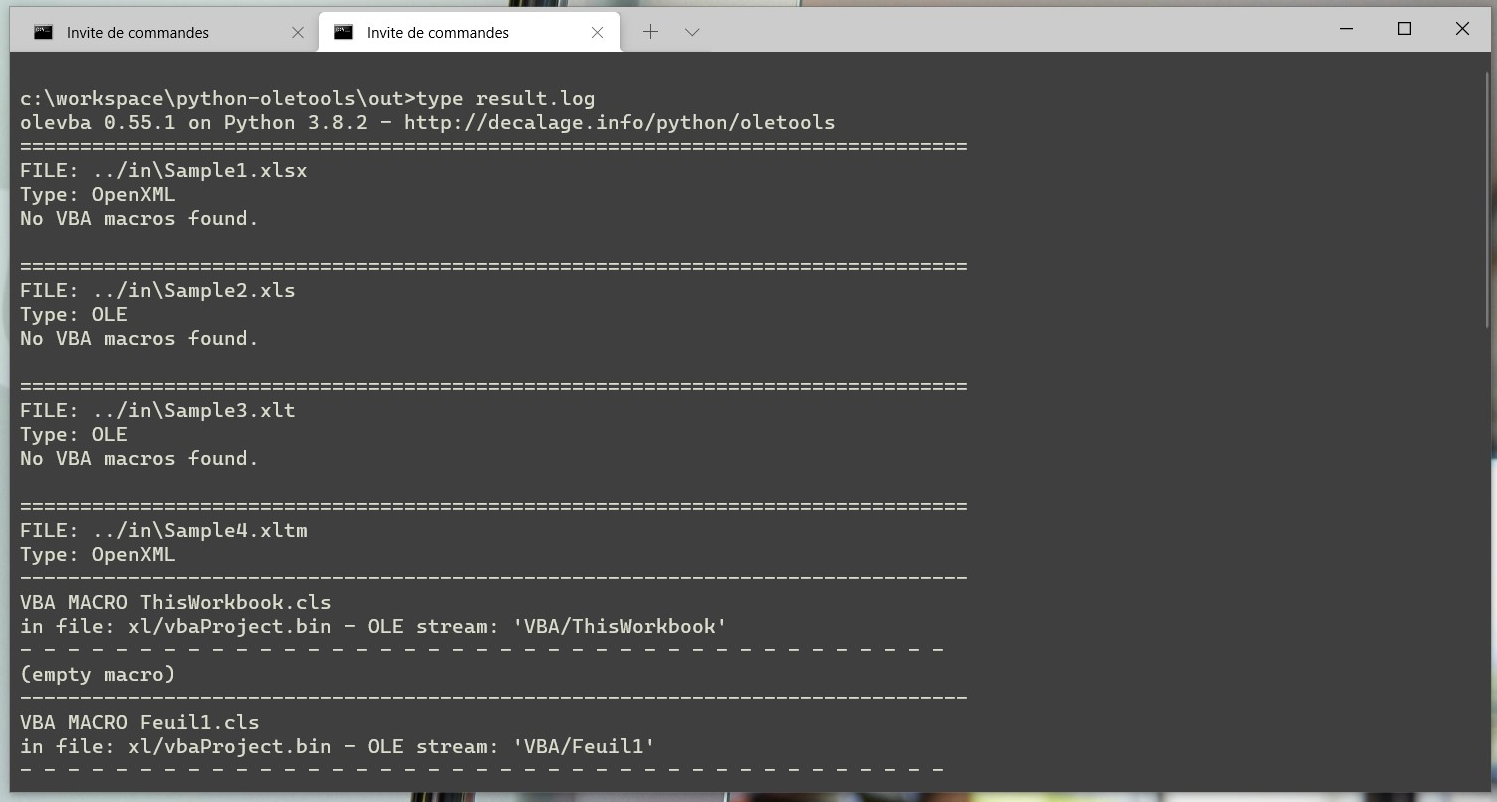 Invite de commandes
Invite de commandes
c:\workspace\python-oletools\out>type result.log
olevba 0.55.1 on Python 3.8.2 - http://decalage.info/python/oletools
===============================================================================
FILE: ../in\Sample1.xlsx
Type: OpenXML
No VBA macros found.
===============================================================================
FILE: ../in\Sample2.xls
Type: OLE
No VBA macros found.
===============================================================================
FILE: ../in\Sample3.xlt
Type: OLE
No VBA macros found.
===============================================================================
FILE: ../in\Sample4.xltm
Type: OpenXML
-------------------------------------------------------------------------------
VBA MACRO ThisWorkbook.cls
in file: xl/vbaProject.bin - OLE stream: 'VBA/ThisWorkbook'
- - - - - - - - - - - - - - - - - - - - - - - - - - - - - - - - - - - - - - -
(empty macro)
-------------------------------------------------------------------------------
VBA MACRO Feuil1.cls
in file: xl/vbaProject.bin - OLE stream: 'VBA/Feuil1'
- - - - - - - - - - - - - - - - - - - - - - - - - - - - - - - - - - - - - - -